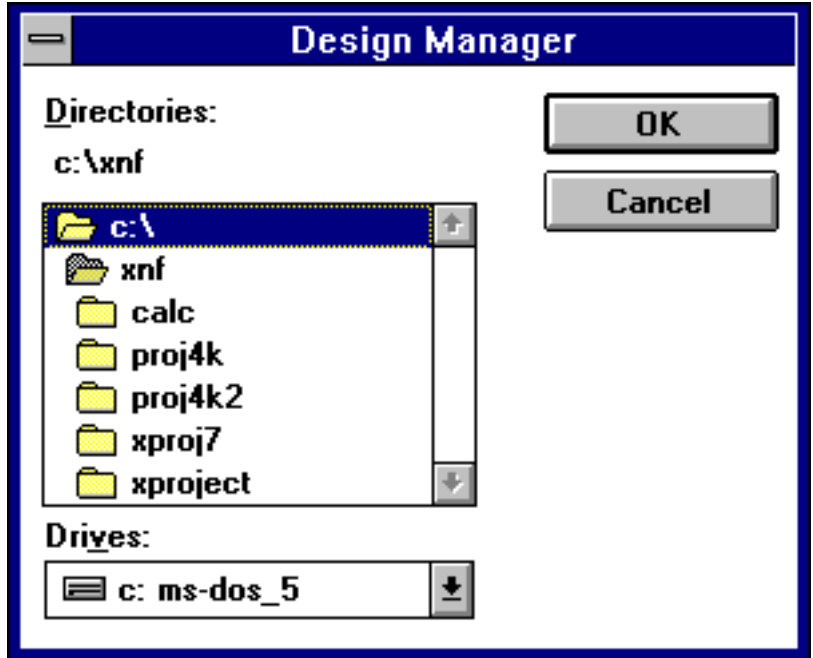 Design Manager
Directories:
c:\xnf
OK
Cancel
c:\
xnf
calc
proj4k
proj4k2
xproj7
xproject
Drives:
c: ms-dos_5